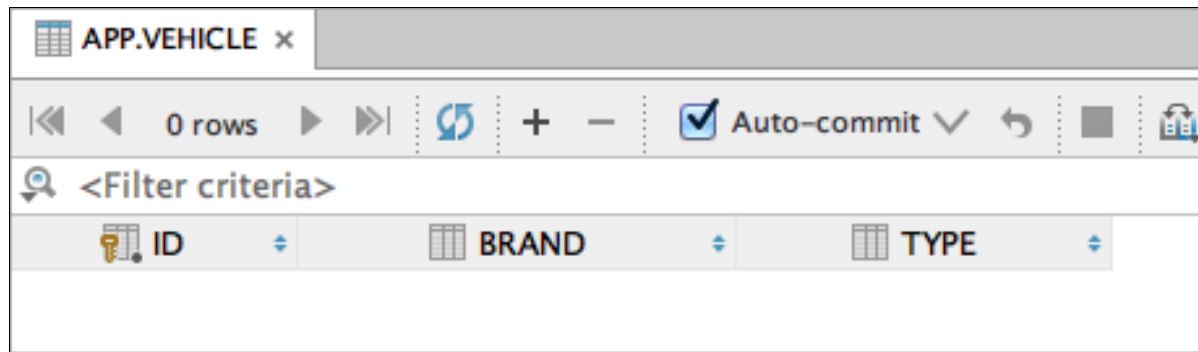 APP.VEHICLE ×
0 rows Auto-commit
<Filter criteria>
ID BRAND TYPE